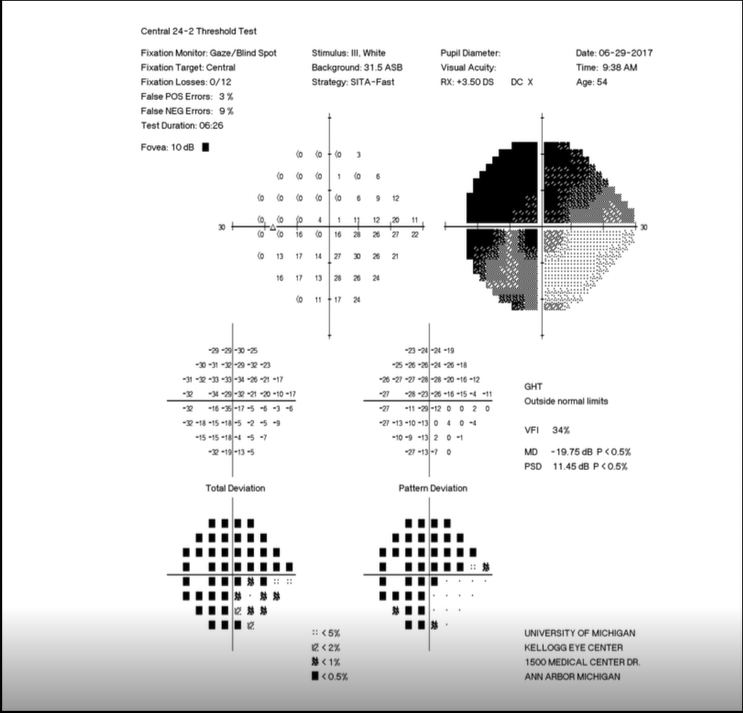 Central 24-2 Threshold Test
Fixation Monitor: Gaze/Blind Spot Stimulus: III, White Pupil Diameter: Date: 06-29-2017
Fixation Target: Central Background: 31.5 ASB Visual Acuity: Time: 9:38 AM
Fixation Losses: 0/12 Strategy: SITA-Fast RX: +3.50 DS DC X Age: 54
False POS Errors: 3 %
False NEG Errors: 9 %
Test Duration: 06:26
Fovea: 10 dB
(0 (0 (0 3
(0 (0 1 (0 6
(0 (0 (0 (0 6 9 12
(0 (0 (0 4 1 11 12 20 11
30 30
(0 (0 16 (0 16 28 26 27 22
(0 13 17 14 27 30 26 21
16 17 13 28 26 24
(0 11 17 24
-29 -29 -30 -25 -23 -24 -24 -19
-30 -31 -32 -29 -32 -23 -25 -26 -26 -24 -26 -18
-31 -32 -33 -33 -34 -26 -21 -17 -26 -27 -27 -28 -28 -20 -16 -12
-32 -34 -29 -32 -21 -20 -10 -17 -27 -28 -23 -26 -16 -15 -4 -11
-32 -16 -35 -17 -5 -6 -3 -6 -27 -11 -29 -12 0 0 2 0
-32 -18 -15 -18 -5 -2 -5 -9 -27 -13 -10 -13 0 4 0 -4
-15 -15 -18 -4 -5 -7 -10 -9 -13 2 0 -1
-32 -19 -13 -5 -27 -13 -7 0
GHT
Outside normal limits
VFI 34%
MD -19.75 dB P < 0.5%
PSD 11.45 dB P < 0.5%
Total Deviation Pattern Deviation
< 5%
< 2%
< 1%
< 0.5%
UNIVERSITY OF MICHIGAN
KELLOGG EYE CENTER
1500 MEDICAL CENTER DR.
ANN ARBOR MICHIGAN